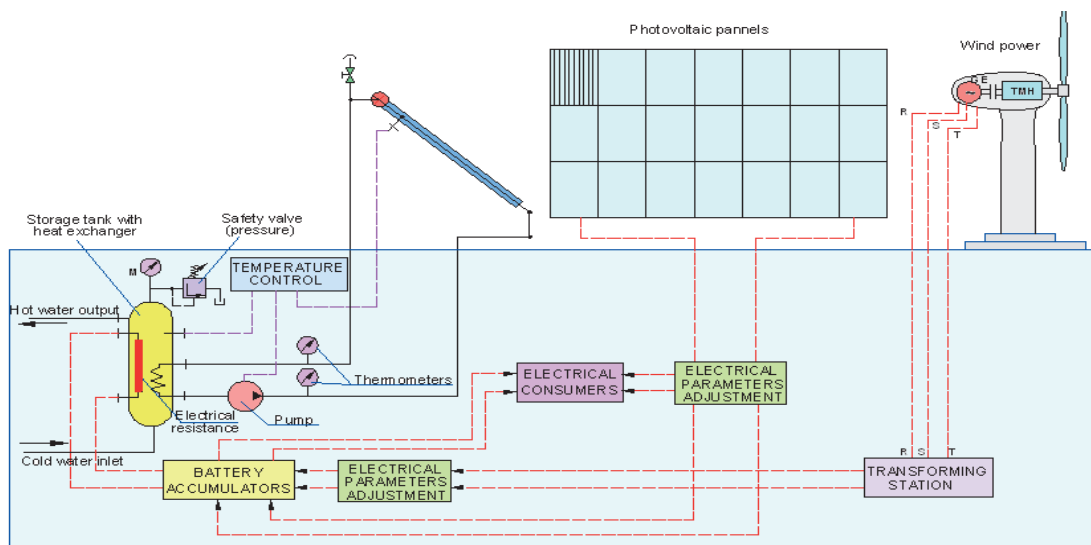 Photovoltaic pannels
Wind power
G E
~
TMH
R
S
T
Storage tank with
heat exchanger
Safety valve
(pressure)
M
TEMPERATURE
CONTROL
Hot water output
Thermometers
ELECTRICAL
CONSUMERS
ELECTRICAL
PARAMETERS
ADJUSTMENT
Electrical
resistance
Pump
Cold water inlet
BATTERY
ACCUMULATORS
ELECTRICAL
PARAMETERS
ADJUSTMENT
R S T
TRANSFORMING
STATION